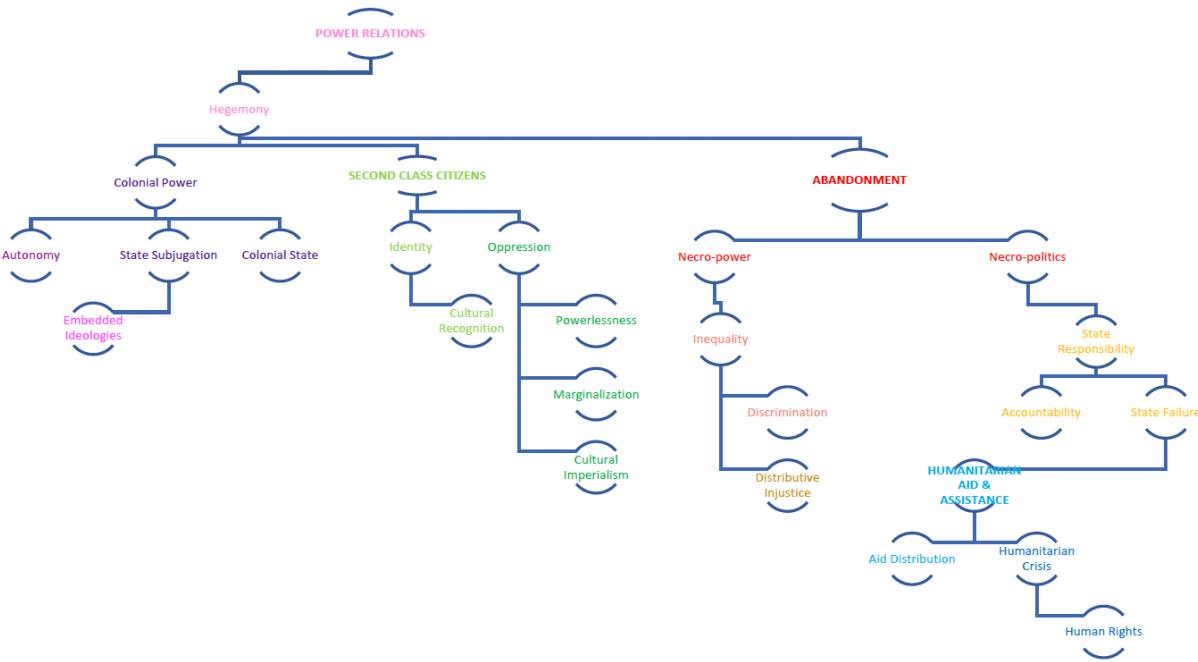 POWER RELATIONS
Hegemony
Colonial Power
SECOND CLASS CITIZENS
ABANDONMENT
Autonomy
State Subjugation
Colonial State
Identity
Oppression
Necro-power
Necro-politics
Embedded
Ideologies
Cultural
Recognition
Powerlessness
Inequality
State
Responsibility
Marginalization
Discrimination
Accountability
State Failure
Cultural
Imperialism
Distributive
Injustice
HUMANITARIAN
AID &
ASSISTANCE
Aid Distribution
Humanitarian
Crisis
Human Rights